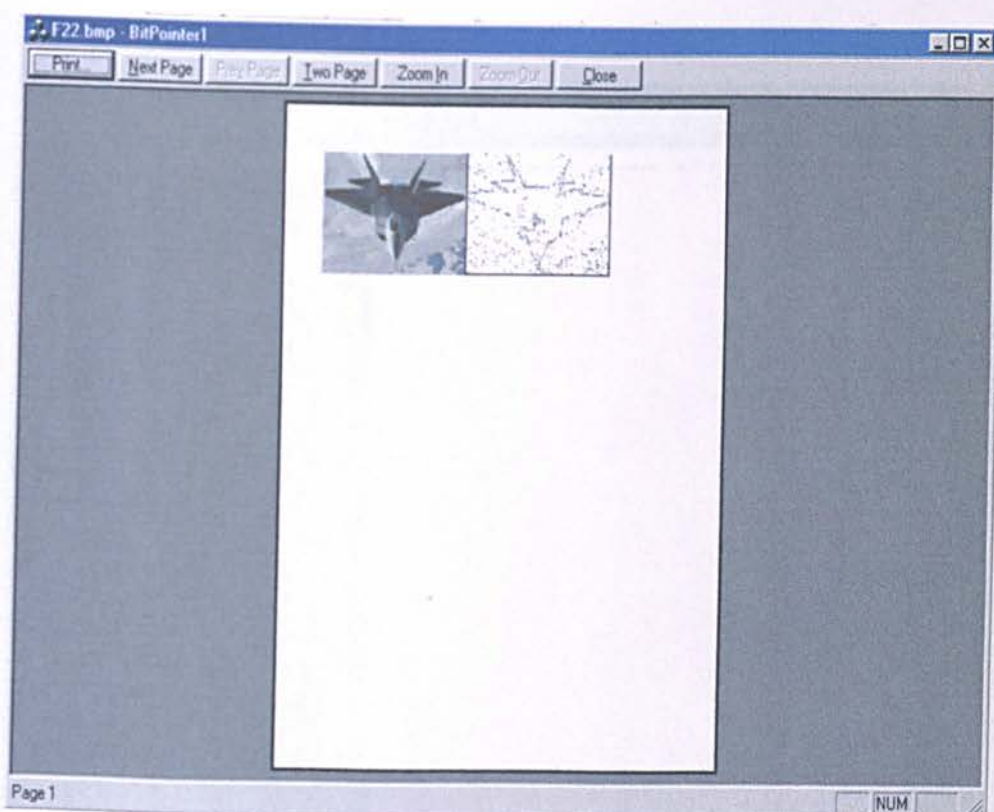 F22.bmp - BitPointer1
Print... Next Page Prev Page Two Page Zoom In Zoom Out Close
Page 1 NUM